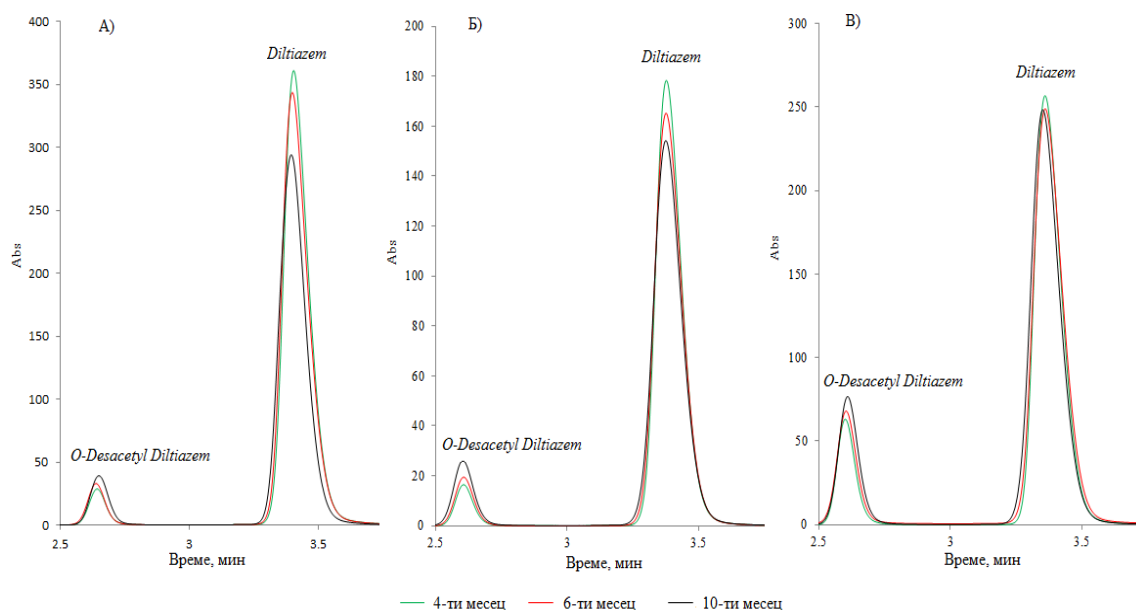 А)
400
350
300
250
200
150
100
50
0
Abs
Diltiazem
O-Desacetyl Diltiazem
2.5
3
3.5
Време, мин
Б)
200
180
160
140
120
100
80
60
40
20
0
Abs
Diltiazem
O-Desacetyl Diltiazem
2.5
3
3.5
Време, мин
В)
300
250
200
150
100
50
0
Abs
Diltiazem
O-Desacetyl Diltiazem
2.5
3
3.5
Време, мин
4-ти месец 6-ти месец 10-ти месец